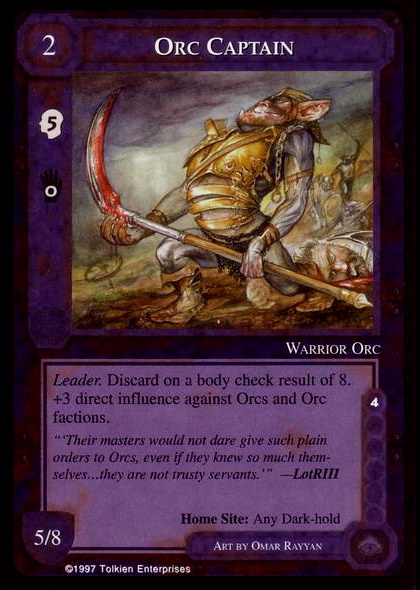 2
ORC CAPTAIN
5
0
WARRIOR ORC
Leader. Discard on a body check result of 8.
+3 direct influence against Orcs and Orc
factions.
4
“‘Their masters would not dare give such plain
orders to Orcs, even if they knew so much them-
selves...they are not trusty servants.’” —LotRIII
Home Site: Any Dark-hold
5/8
ART BY OMAR RAYYAN
©1997 Tolkien Enterprises